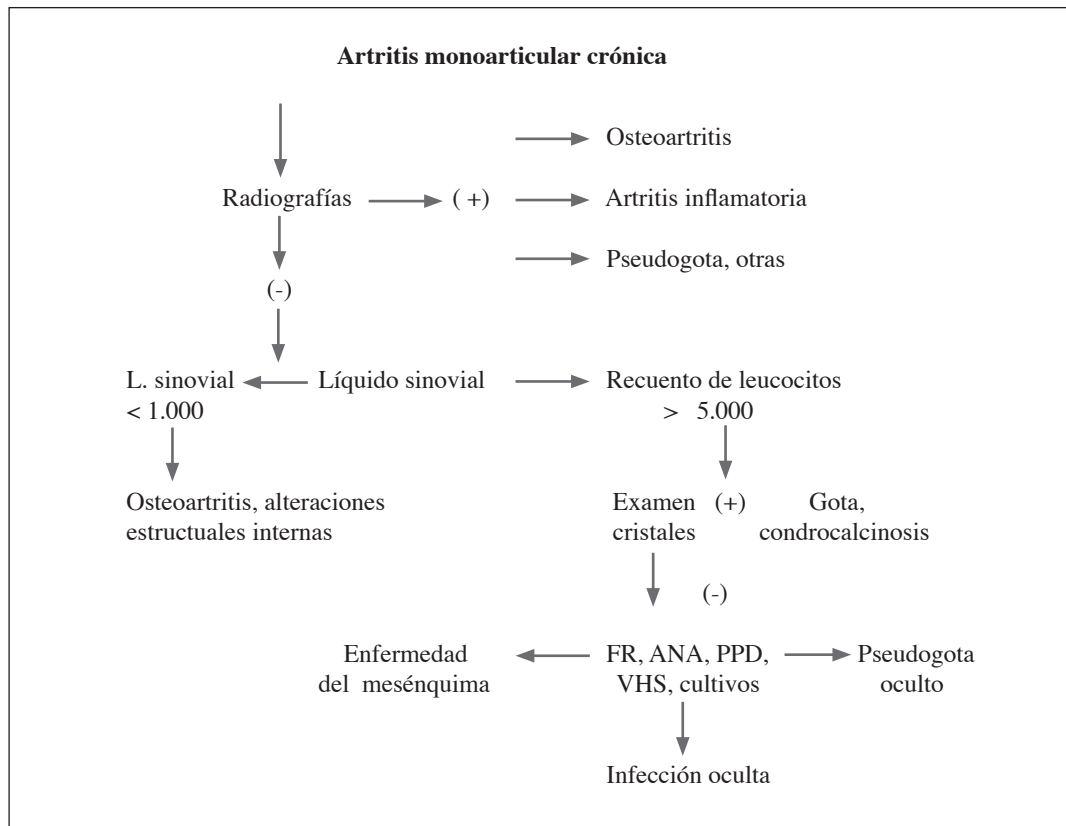 Artritis monoarticular crónica
Osteoartritis
Radiografías (+) Artritis inflamatoria
Pseudogota, otras
(-)
L. sinovial Líquido sinovial Recuento de leucocitos
< 1.000 > 5.000
Osteoartritis, alteraciones Examen (+) Gota,
estructuales internas cristales condrocalcinosis
(-)
Enfermedad FR, ANA, PPD, Pseudogota
del mesénquima VHS, cultivos oculto
Infección oculta